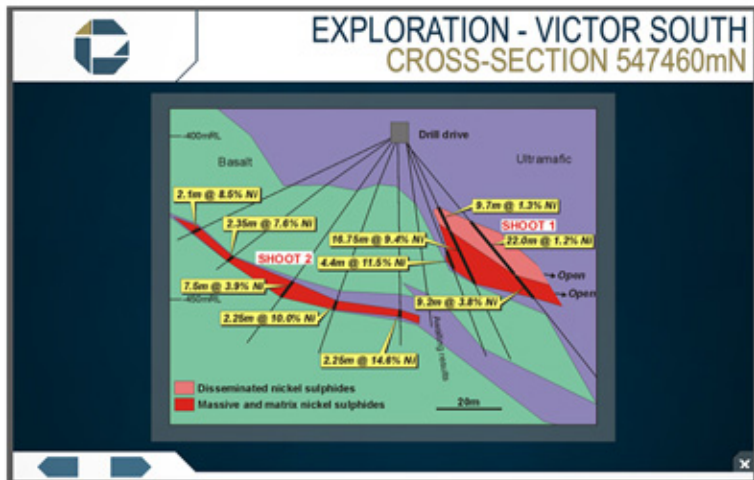 EXPLORATION - VICTOR SOUTH
CROSS-SECTION 547460mN
-400mRL
Drill drive
Basalt
Ultramafic
2.1m @ 8.5% Ni
9.7m @ 1.3% Ni
2.35m @ 7.6% Ni
SHOOT 1
16.75m @ 9.4% Ni
22.0m @ 1.2% Ni
SHOOT 2
4.4m @ 11.5% Ni
Open
7.5m @ 3.9% Ni
Open
-450mRL
9.2m @ 3.8% Ni
2.25m @ 10.0% Ni
Awaiting results
2.25m @ 14.6% Ni
Disseminated nickel sulphides
Massive and matrix nickel sulphides
20m